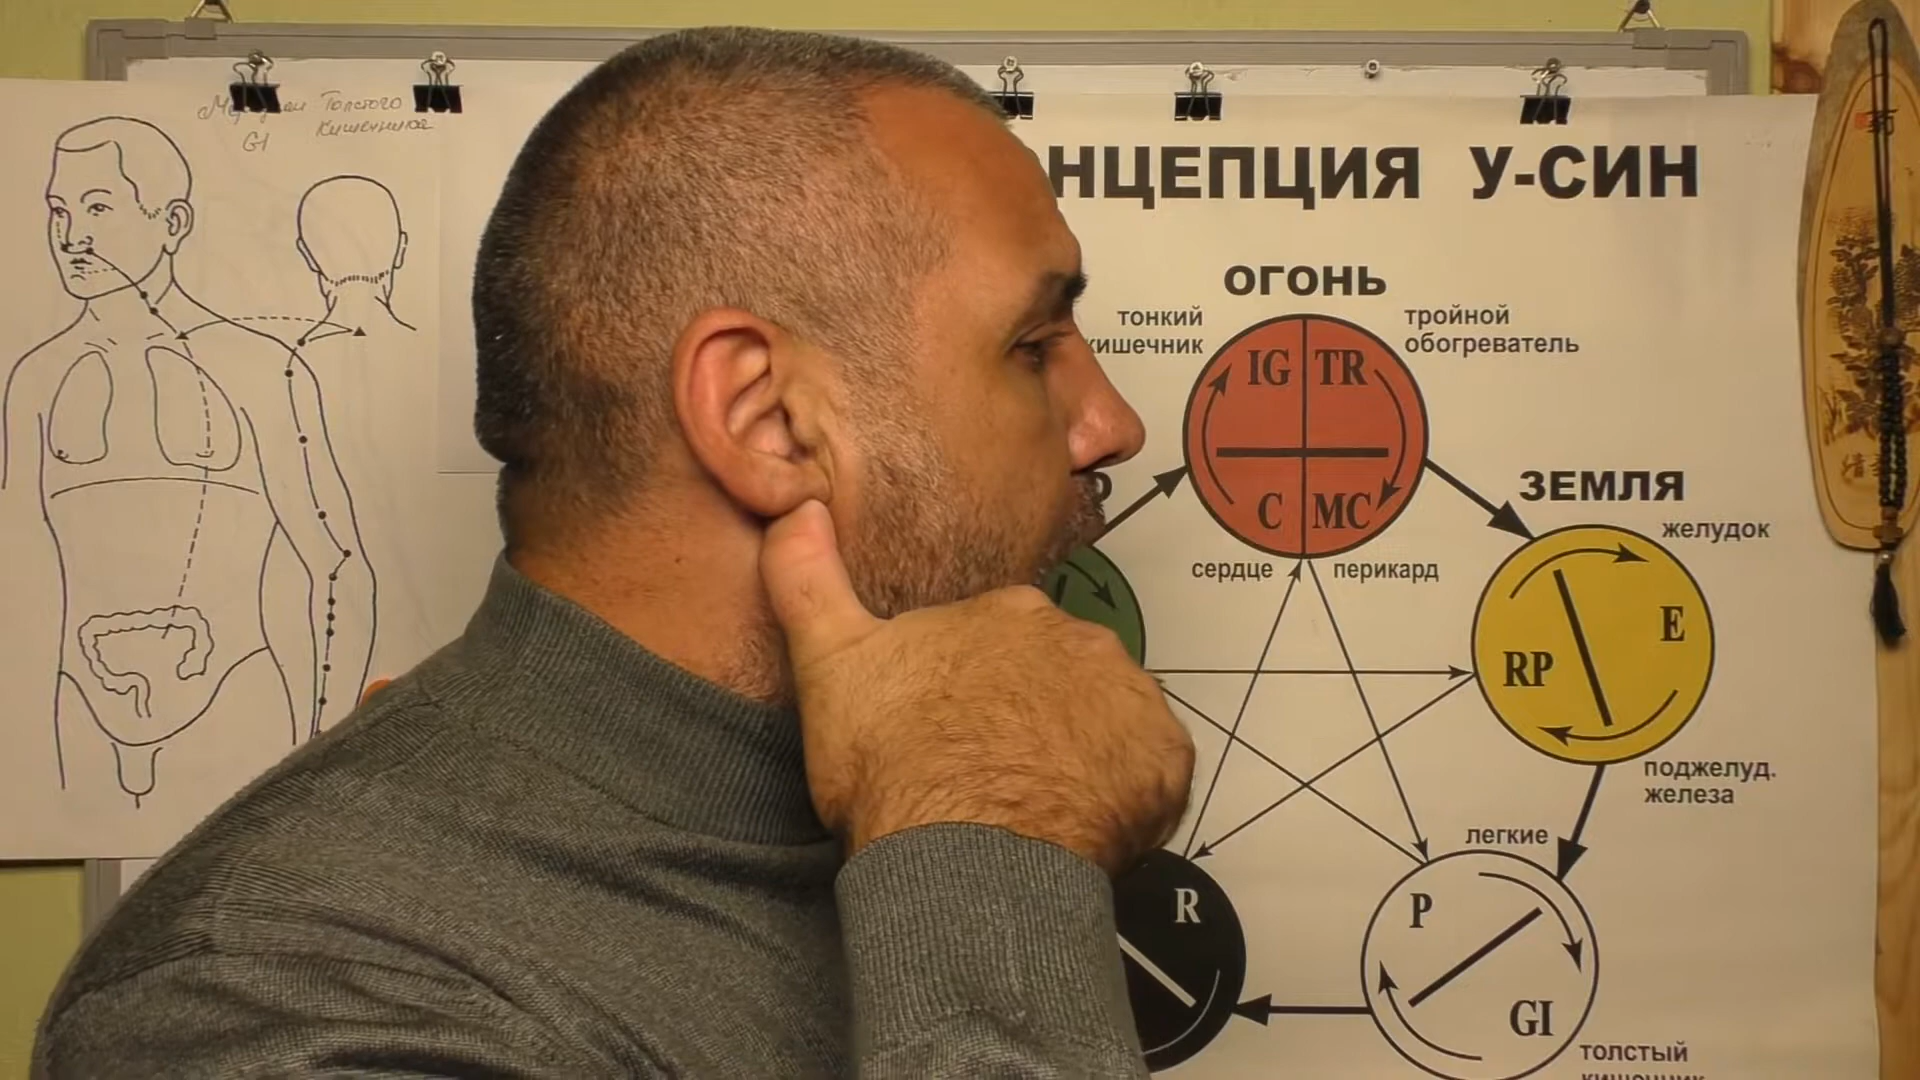 Толстого
кишечника
GI
НЦЕПЦИЯ У-СИН
ОГОНЬ
тонкий
кишечник
тройной
обогреватель
IG TR
C MC
сердце
перикард
ЗЕМЛЯ
желудок
E
RP
поджелуд.
железа
легкие
P
GI
R
толстый
кишечник